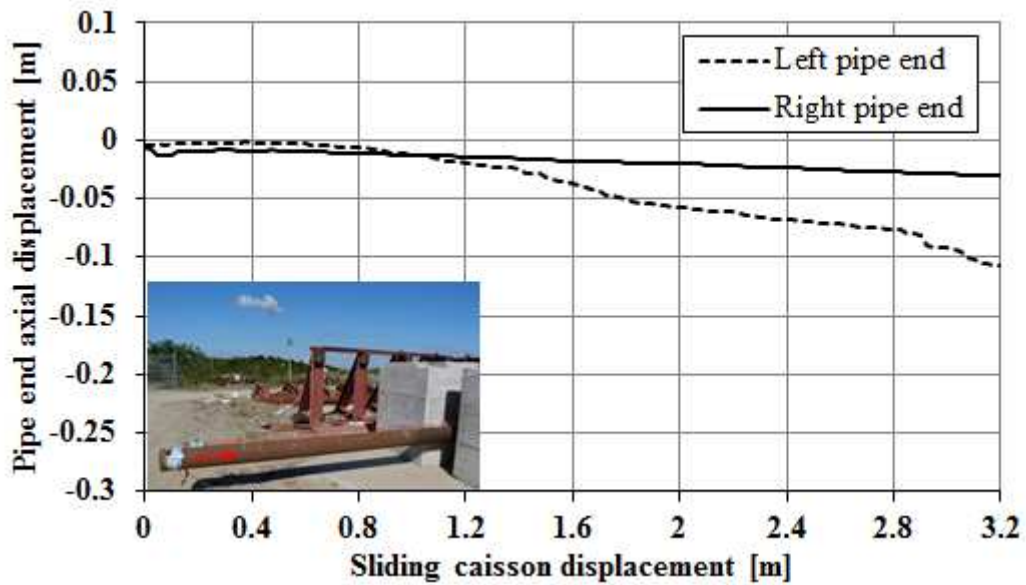 0.1
0.05
0
-0.05
-0.1
-0.15
-0.2
-0.25
-0.3
Pipe end axial displacement [m]
Left pipe end
Right pipe end
0 0.4 0.8 1.2 1.6 2 2.4 2.8 3.2
Sliding caisson displacement [m]